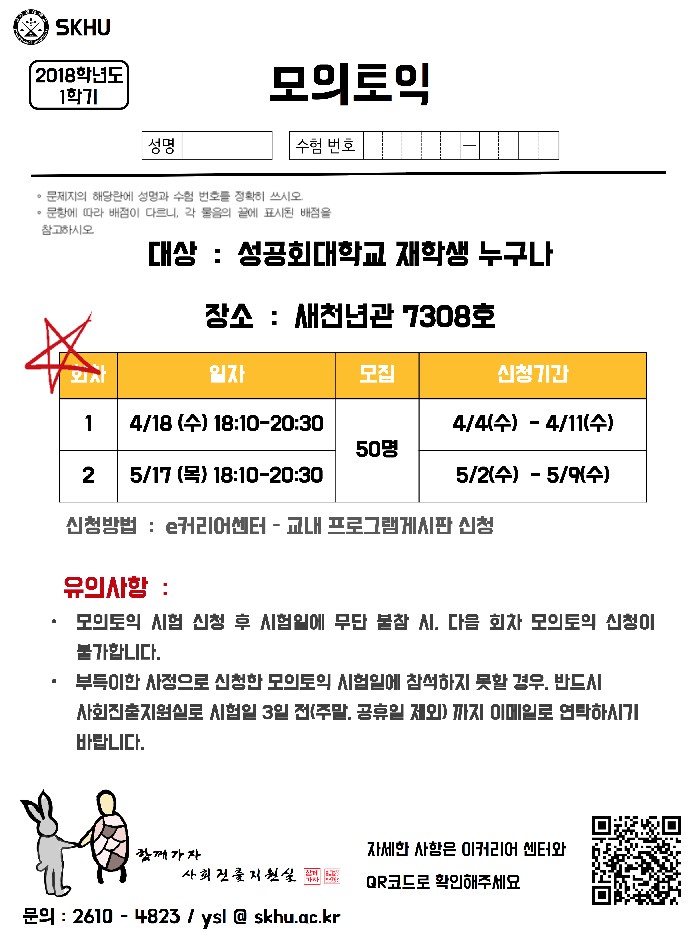 SKHU
2018학년도
1학기
모의토익
성명
수험 번호 —
◦ 문제지의 해당란에 성명과 수험 번호를 정확히 쓰시오.
◦ 문항에 따라 배점이 다르니, 각 물음의 끝에 표시된 배점을
참고하시오.
대상 : 성공회대학교 재학생 누구나
장소 : 새천년관 7308호
회차 일자 모집 신청기간
1 4/18 (수) 18:10-20:30 50명 4/4(수) - 4/11(수)
2 5/17 (목) 18:10-20:30 5/2(수) - 5/9(수)
신청방법 : e커리어센터 - 교내 프로그램게시판 신청
유의사항 :
• 모의토익 시험 신청 후 시험일에 무단 불참 시, 다음 회차 모의토익 신청이
불가합니다.
• 부득이한 사정으로 신청한 모의토익 시험일에 참석하지 못할 경우, 반드시
사회진출지원실로 시험일 3일 전(주말, 공휴일 제외) 까지 이메일로 연락하시기
바랍니다.
함께가자
사회진출지원실
자세한 사항은 이커리어 센터와
QR코드로 확인해주세요
문의 : 2610 - 4823 / ysl @ skhu.ac.kr